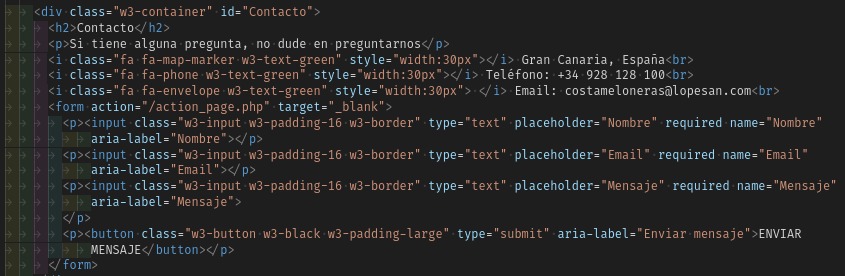 <div class="w3-container" id="Contacto">
<h2>Contacto</h2>
<p>Si tiene alguna pregunta, no dude en preguntarnos</p>
<i class="fa fa-map-marker w3-text-green" style="width:30px"></i> Gran Canaria, España<br>
<i class="fa fa-phone w3-text-green" style="width:30px"></i> Teléfono: +34 928 128 100<br>
<i class="fa fa-envelope w3-text-green" style="width:30px"> </i> Email: costameloneras@lopesan.com<br>
<form action="/action_page.php" target="_blank">
<p><input class="w3-input w3-padding-16 w3-border" type="text" placeholder="Nombre" required name="Nombre"
aria-label="Nombre"></p>
<p><input class="w3-input w3-padding-16 w3-border" type="text" placeholder="Email" required name="Email"
aria-label="Email"></p>
<p><input class="w3-input w3-padding-16 w3-border" type="text" placeholder="Mensaje" required name="Mensaje"
aria-label="Mensaje">
</p>
<p><button class="w3-button w3-black w3-padding-large" type="submit" aria-label="Enviar mensaje">ENVIAR
MENSAJE</button></p>
</form>